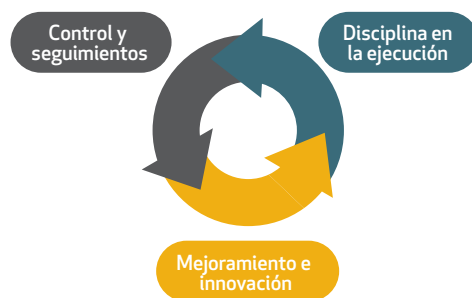 Control y
seguimientos
Disciplina en
la ejecución
Mejoramiento e
innovación